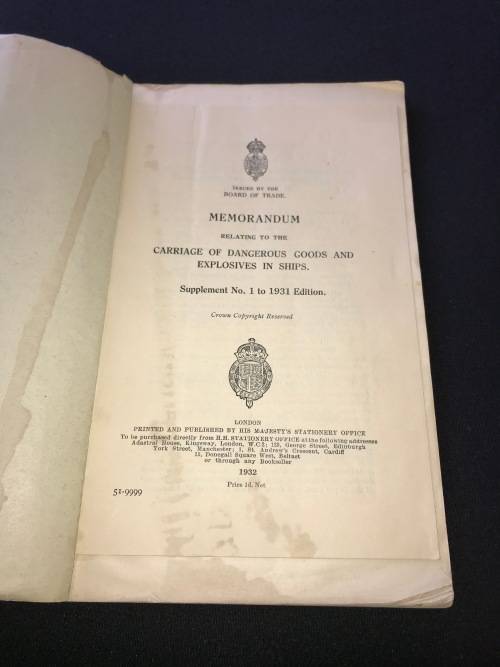 ISSUED BY THE
BOARD OF TRADE.
MEMORANDUM
RELATING TO THE
CARRIAGE OF DANGEROUS GOODS AND
EXPLOSIVES IN SHIPS.
Supplement No. 1 to 1931 Edition.
Crown Copyright Reserved
LONDON
PRINTED AND PUBLISHED BY HIS MAJESTY'S STATIONERY OFFICE
To be purchased directly from H.M. STATIONERY OFFICE at the following addresses
Adastral House, Kingsway, London, W.C.2; 120, George Street, Edinburgh
York Street, Manchester; 1, St. Andrew's Crescent, Cardiff
15, Donegall Square West, Belfast
or through any Bookseller
1932
Price 1d. Net
51-9999